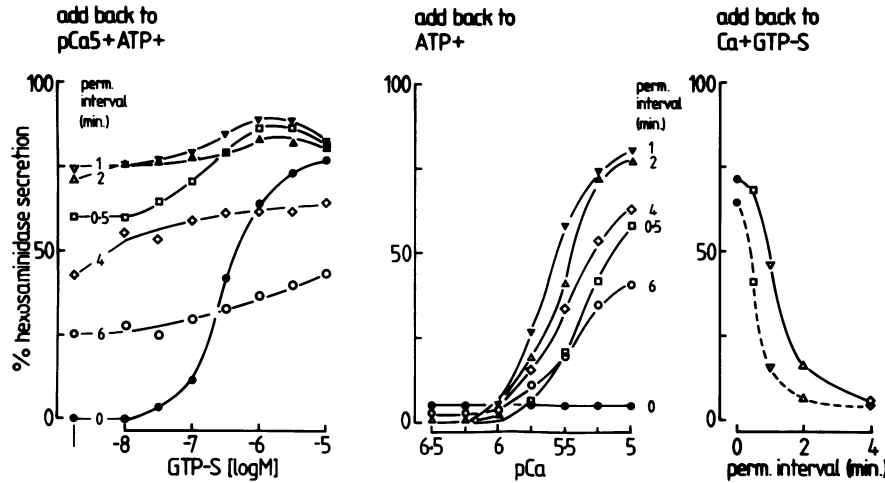 add back to
pCa5+ATP+
% hexosaminidase secretion
100
50
0
perm.
interval
(min.)
1
2
0·5
4
6
0
-8
-7
-6
-5
GTP-S [logM]
add back to
ATP+
100
50
0
perm.
interval
(min.)
1
2
4
0·5
6
0
6·5
6
5·5
5
pCa
add back to
Ca+GTP-S
100
50
0
0
2
4
perm. interval (min.)